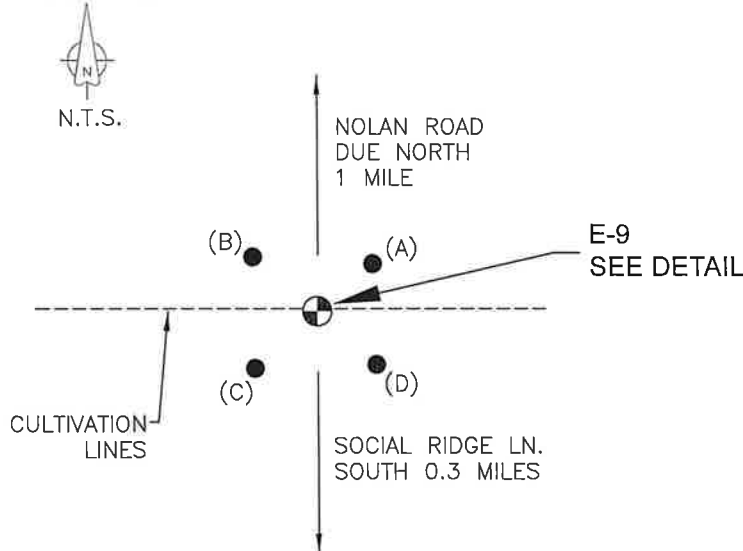 N
N.T.S.
NOLAN ROAD
DUE NORTH
1 MILE
(B)
(A)
E-9
SEE DETAIL
(C)
(D)
CULTIVATION
LINES
SOCIAL RIDGE LN.
SOUTH 0.3 MILES